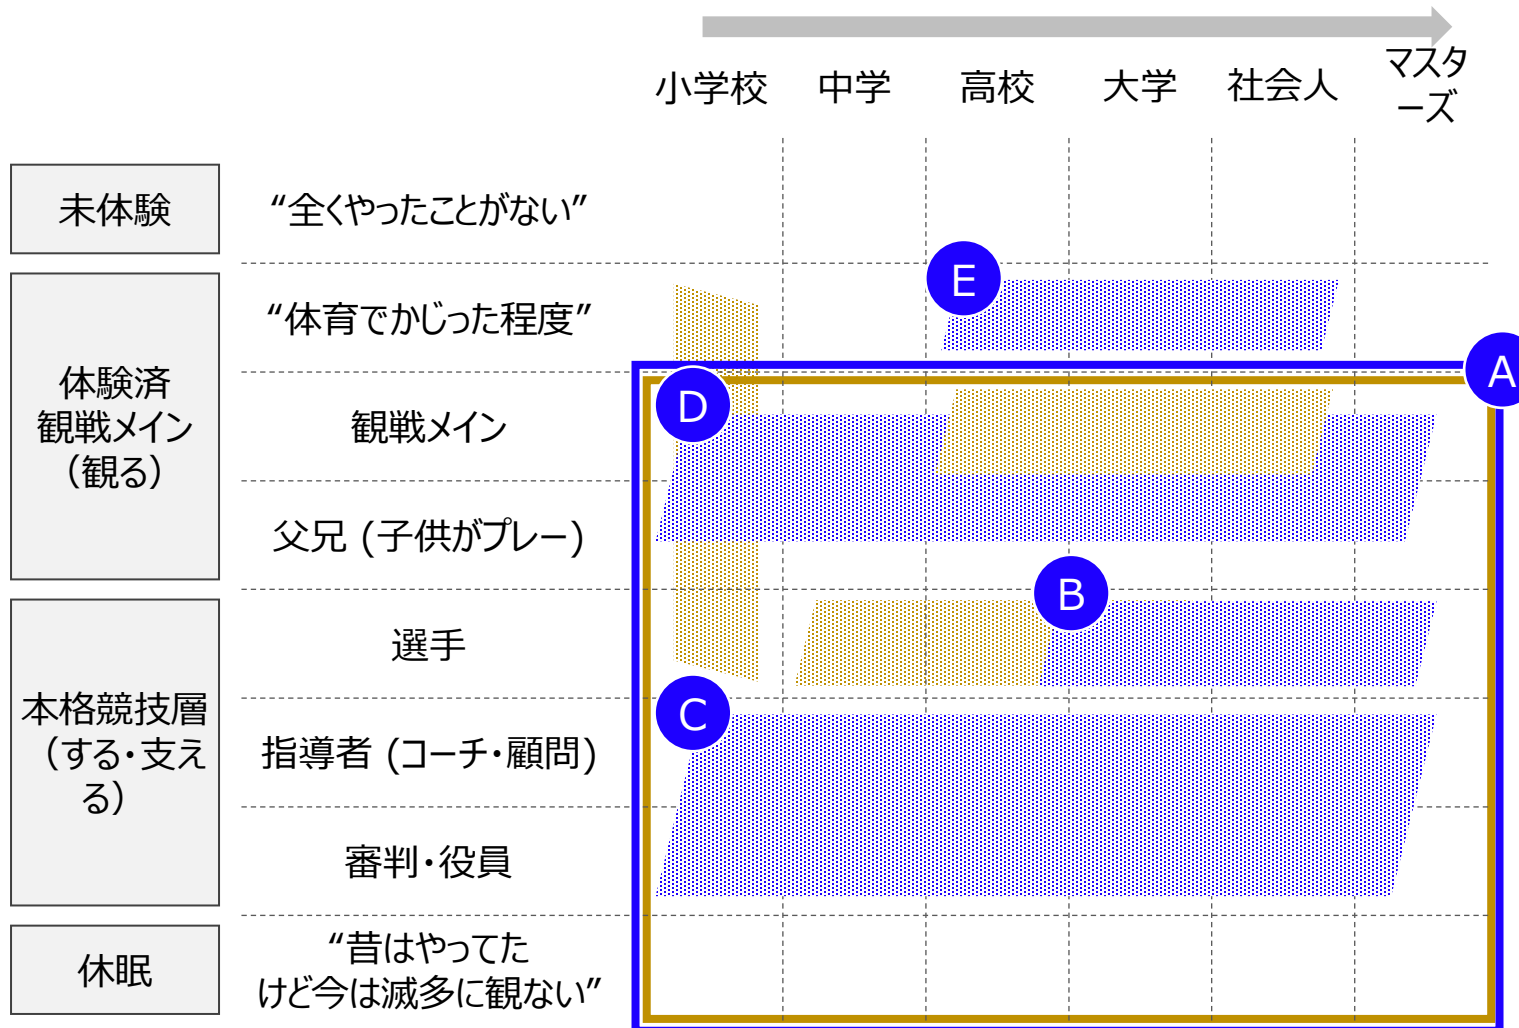 小学校
中学
高校
大学
社会人
マスタ
ーズ
未体験
“全くやったことがない”
E
体験済
観戦メイン
（観る）
“体育でかじった程度”
A
D
観戦メイン
父兄 (子供がプレー)
B
本格競技層
（する・支え
る）
選手
C
指導者 (コーチ・顧問)
審判・役員
休眠
“昔はやってた
けど今は滅多に観ない”